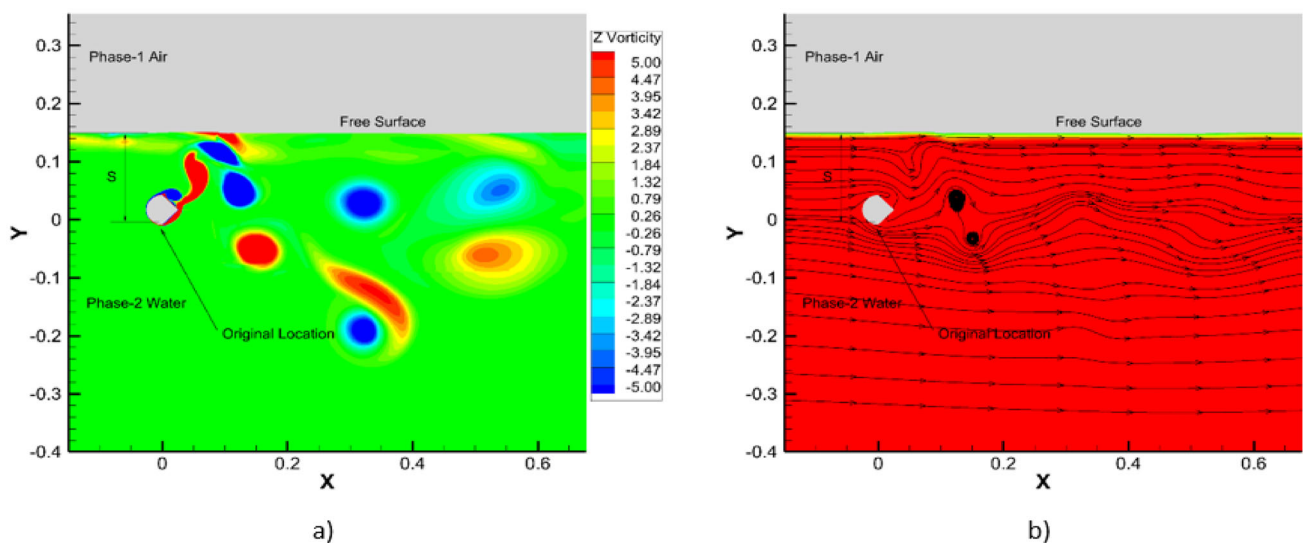 Z Vorticity
0.3
Phase-1 Air
5.00
4.47
3.95
3.42
2.89
2.37
1.84
1.32
0.79
0.26
-0.26
-0.79
-1.32
-1.84
-2.37
-2.89
-3.42
-3.95
-4.47
-5.00
0.2
Free Surface
0.1
S
0
Y
-0.1
Phase-2 Water
-0.2
Original Location
-0.3
-0.4
0
0.2
0.4
0.6
X
a)
0.3
Phase-1 Air
0.2
Free Surface
0.1
S
0
Y
-0.1
Phase-2 Water
-0.2
Original Location
-0.3
-0.4
0
0.2
0.4
0.6
X
b)